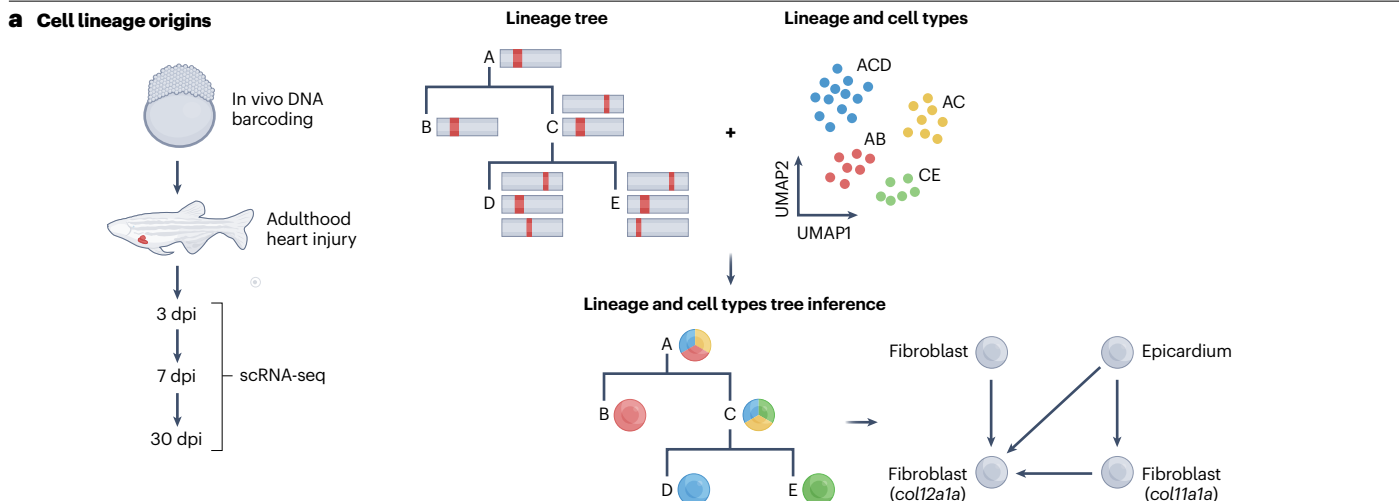 a Cell lineage origins
In vivo DNA
barcoding
Adulthood
heart injury
3 dpi
7 dpi
30 dpi
scRNA-seq
Lineage tree
A
B
C
D
E
+
Lineage and cell types
ACD
AC
AB
CE
UMAP2
UMAP1
Lineage and cell types tree inference
A
B
C
D
E
Fibroblast
Epicardium
Fibroblast
(col12a1a)
Fibroblast
(col11a1a)